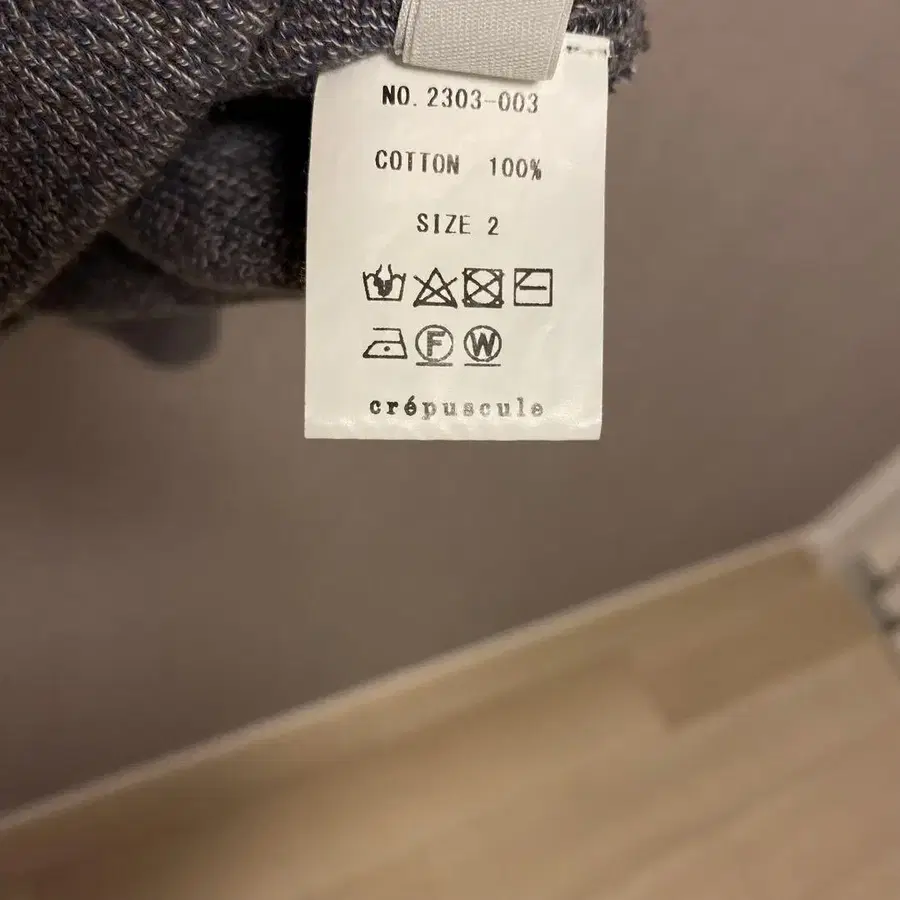 NO. 2303-003
COTTON 100%
SIZE 2
F W
crépuscule